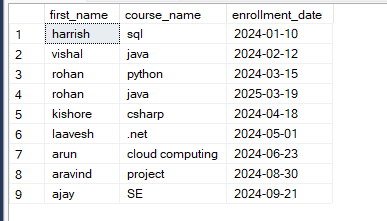 first_name course_name enrollment_date
1 harrish sql 2024-01-10
2 vishal java 2024-02-12
3 rohan python 2024-03-15
4 rohan java 2025-03-19
5 kishore csharp 2024-04-18
6 laavesh .net 2024-05-01
7 arun cloud computing 2024-06-23
8 aravind project 2024-08-30
9 ajay SE 2024-09-21